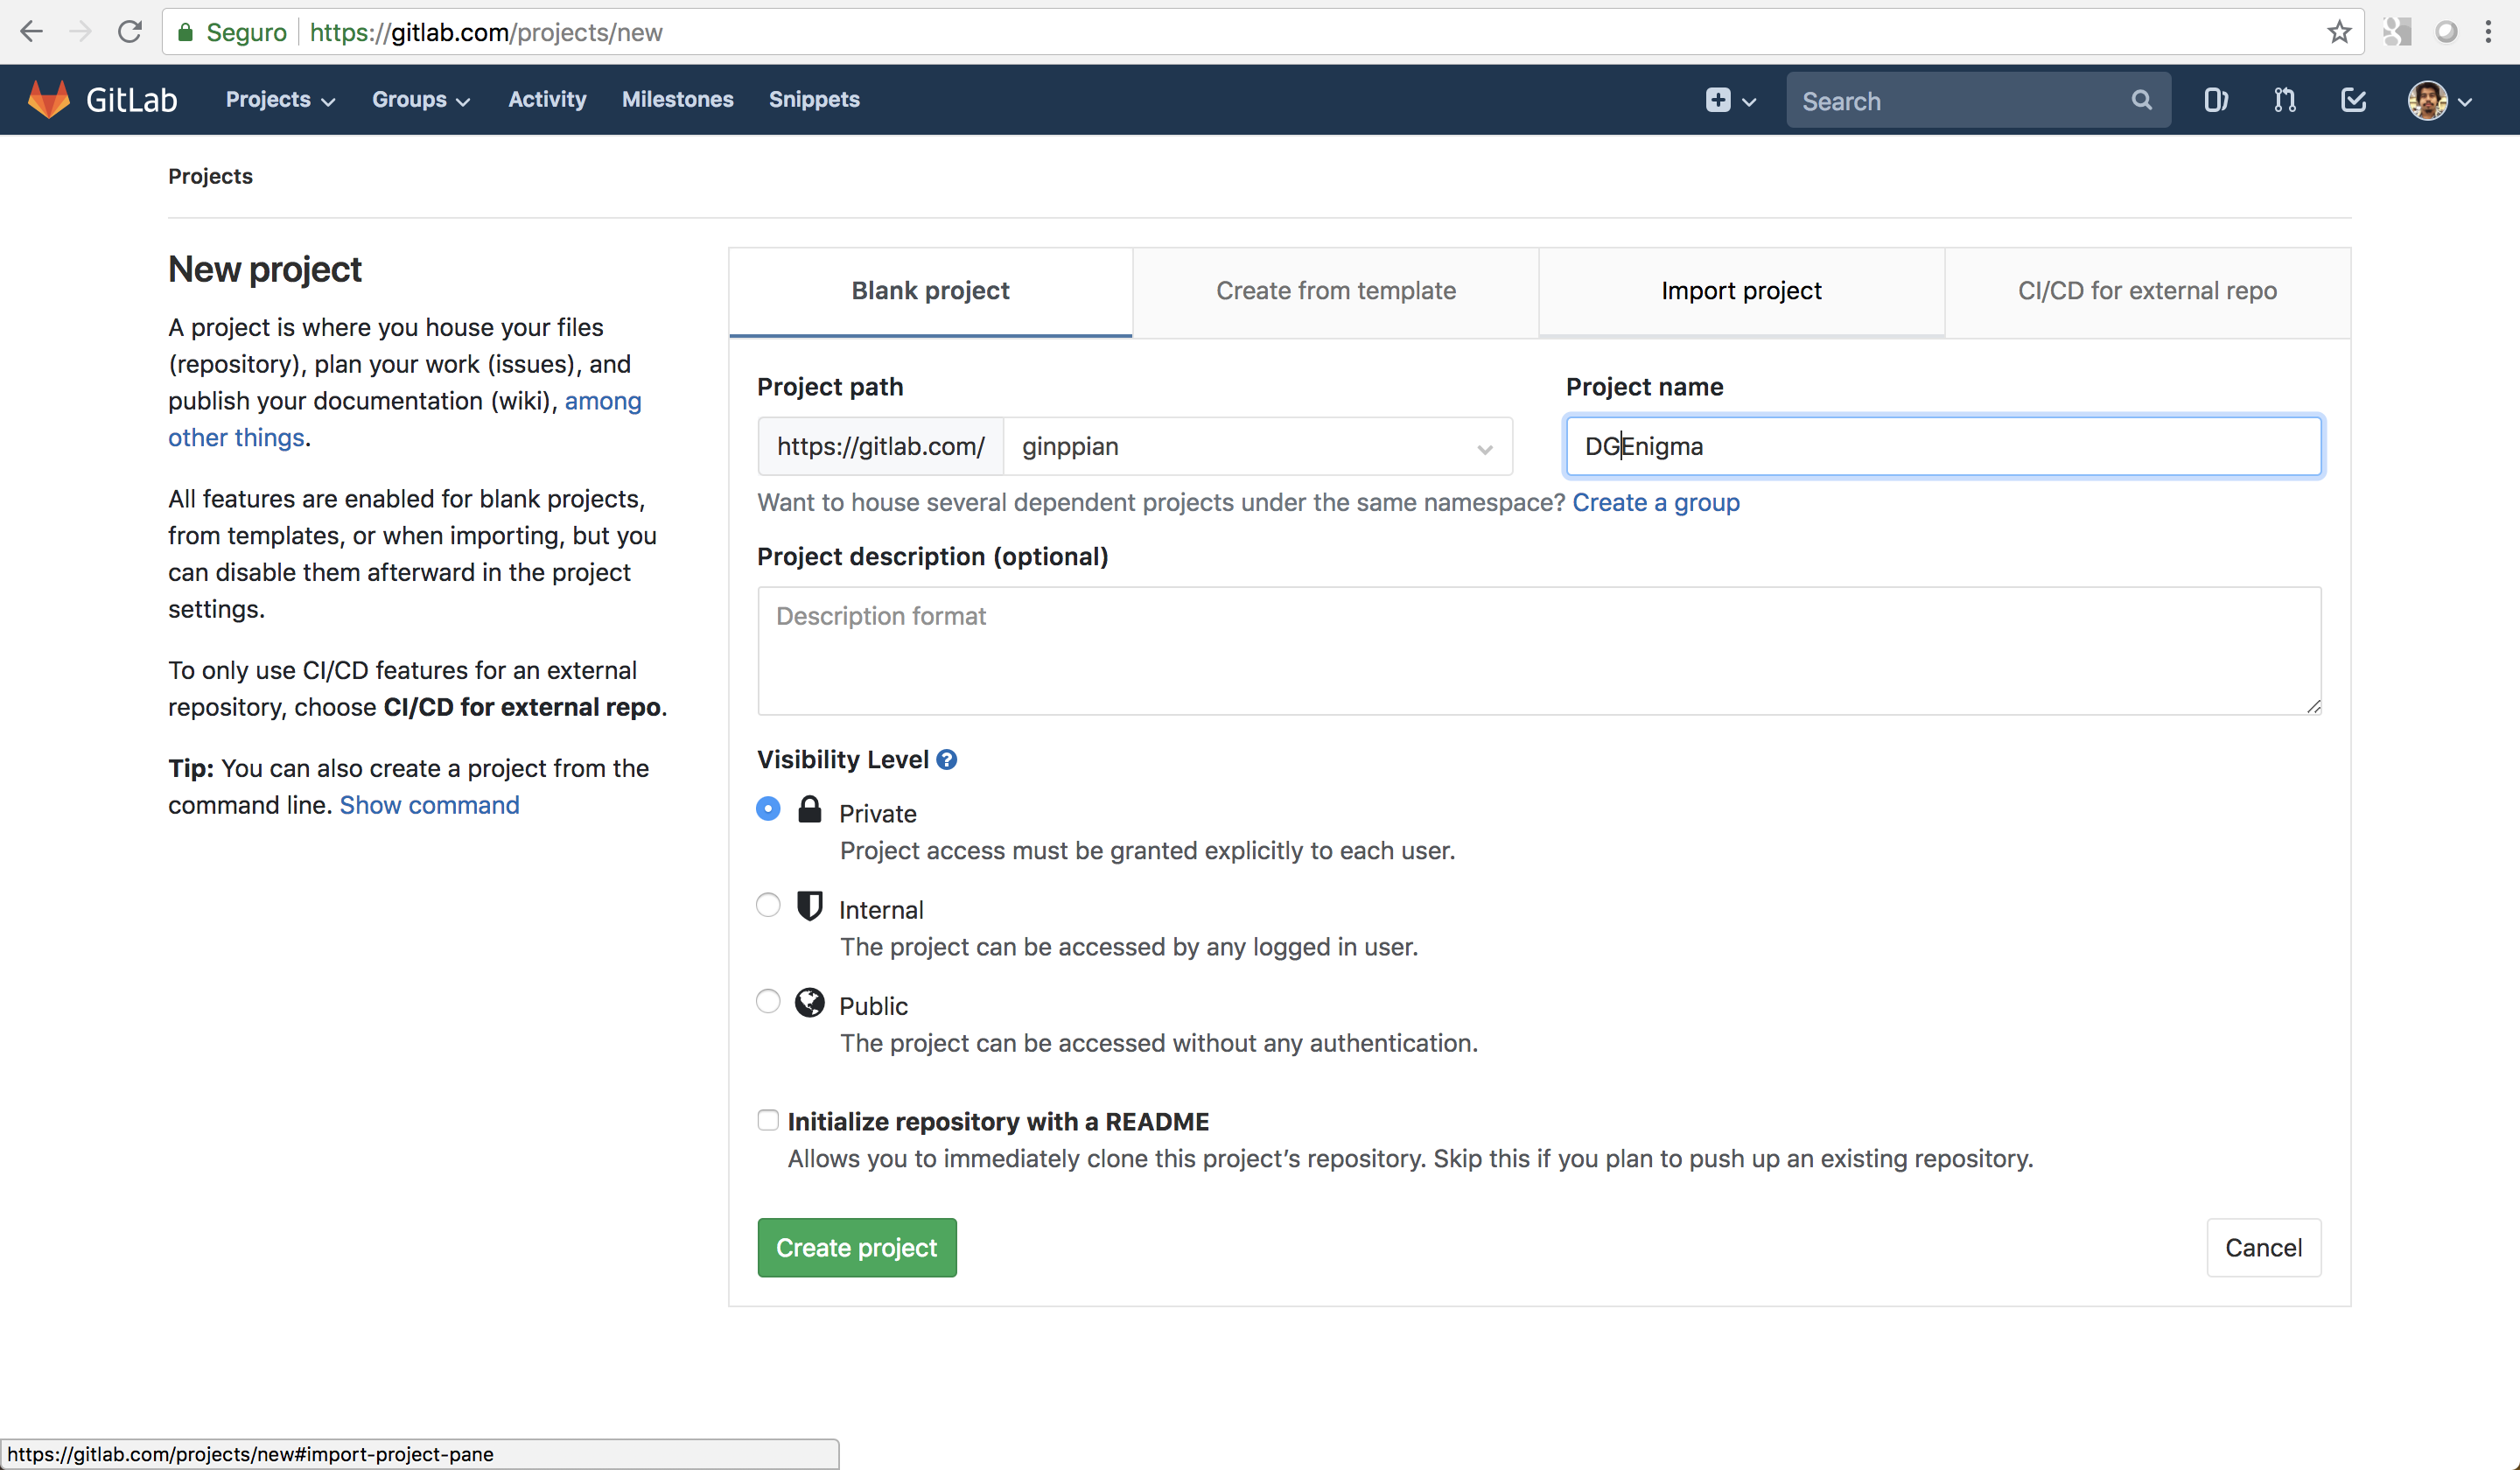 Seguro https://gitlab.com/projects/new
GitLab Projects Groups Activity Milestones Snippets Search
Projects
New project
A project is where you house your files
(repository), plan your work (issues), and
publish your documentation (wiki), among
other things.
All features are enabled for blank projects,
from templates, or when importing, but you
can disable them afterward in the project
settings.
To only use CI/CD features for an external
repository, choose CI/CD for external repo.
Tip: You can also create a project from the
command line. Show command
Blank project Create from template Import project CI/CD for external repo
Project path Project name
https://gitlab.com/ ginppian DGEnigma
Want to house several dependent projects under the same namespace? Create a group
Project description (optional)
Description format
Visibility Level ?
Private
Project access must be granted explicitly to each user.
Internal
The project can be accessed by any logged in user.
Public
The project can be accessed without any authentication.
Initialize repository with a README
Allows you to immediately clone this project’s repository. Skip this if you plan to push up an existing repository.
Create project Cancel
https://gitlab.com/projects/new#import-project-pane